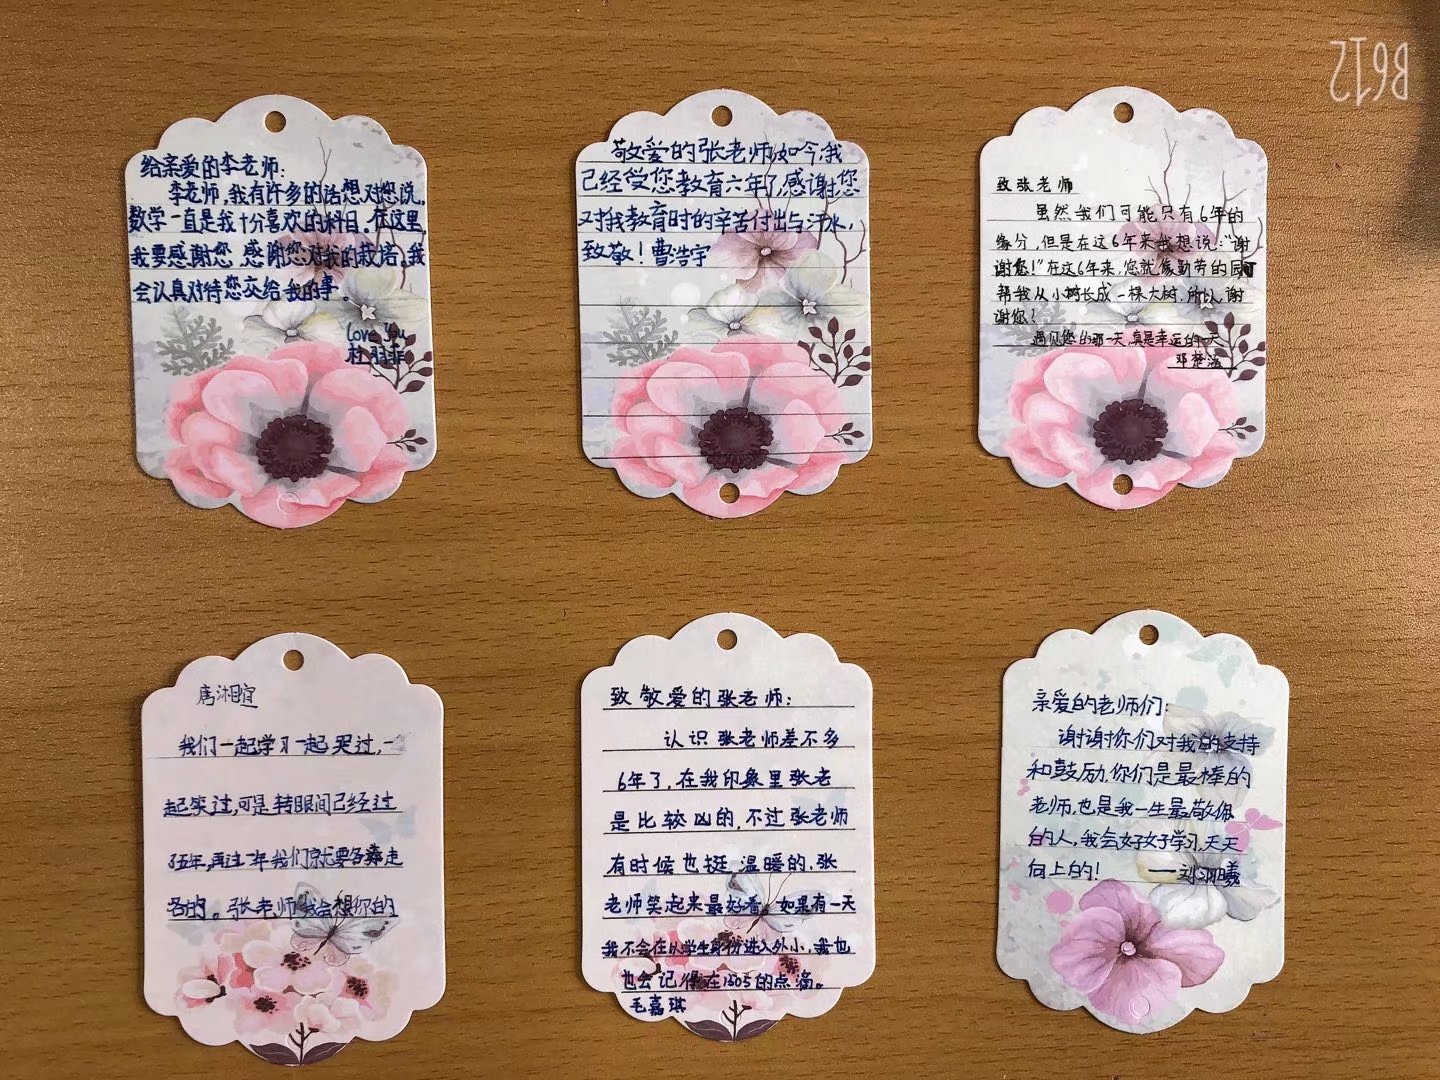 给亲爱的李老师:
李老师,我有许多的话想对您说。
数学一直是我十分喜欢的科目。在这里,
我要感谢您,感谢您对我的栽培。我
会认真对待您交给我的事。
Love You
杜
敬爱的张老师,如今,我
已经受您教育六年了,感谢您
对我教育时的辛苦付出与汗水,
致敬!曹浩宇
致张老师
虽然我们可能只有6年的
缘分,但是在这6年来我想说:“谢
谢您!”在这6年来,您就像勤劳的园丁
帮我从小树长成一棵大树,所以,谢
谢您!
遇见您的那一天,真是幸运的一天
邓楚涵
唐湘暄
我们一起学习一起哭过,一
起笑过,可是转眼间已经过
5年,再过一年我们就要各奔走
各的。张老师我会想你的
致敬爱的张老师:
认识张老师差不多
6年了,在我印象里张老
是比较凶的,不过张老师
有时候也挺温暖的,张
老师笑起来最好看,如果有一天
我不会在以学生身份进入外小,我也
也会记得在1505的点滴。
毛嘉琪
亲爱的老师们:
谢谢你们对我的支持
和鼓励,你们是最棒的
老师,也是我一生最敬佩
的人,我会好好学习,天天
向上的!——刘洞曦
B612